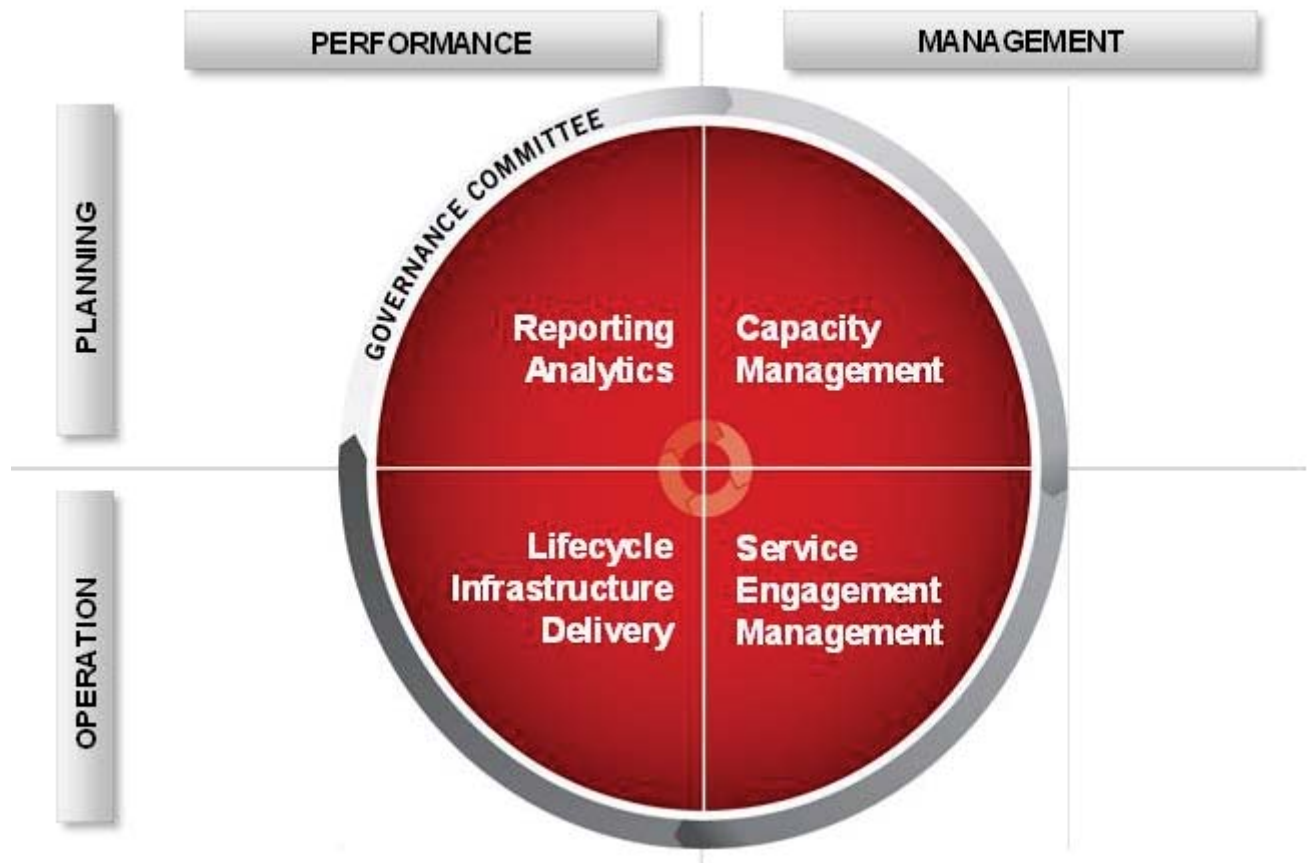 PERFORMANCE
MANAGEMENT
PLANNING
GOVERNANCE COMMITTEE
Reporting
Analytics
Capacity
Management
OPERATION
Lifecycle
Infrastructure
Delivery
Service
Engagement
Management